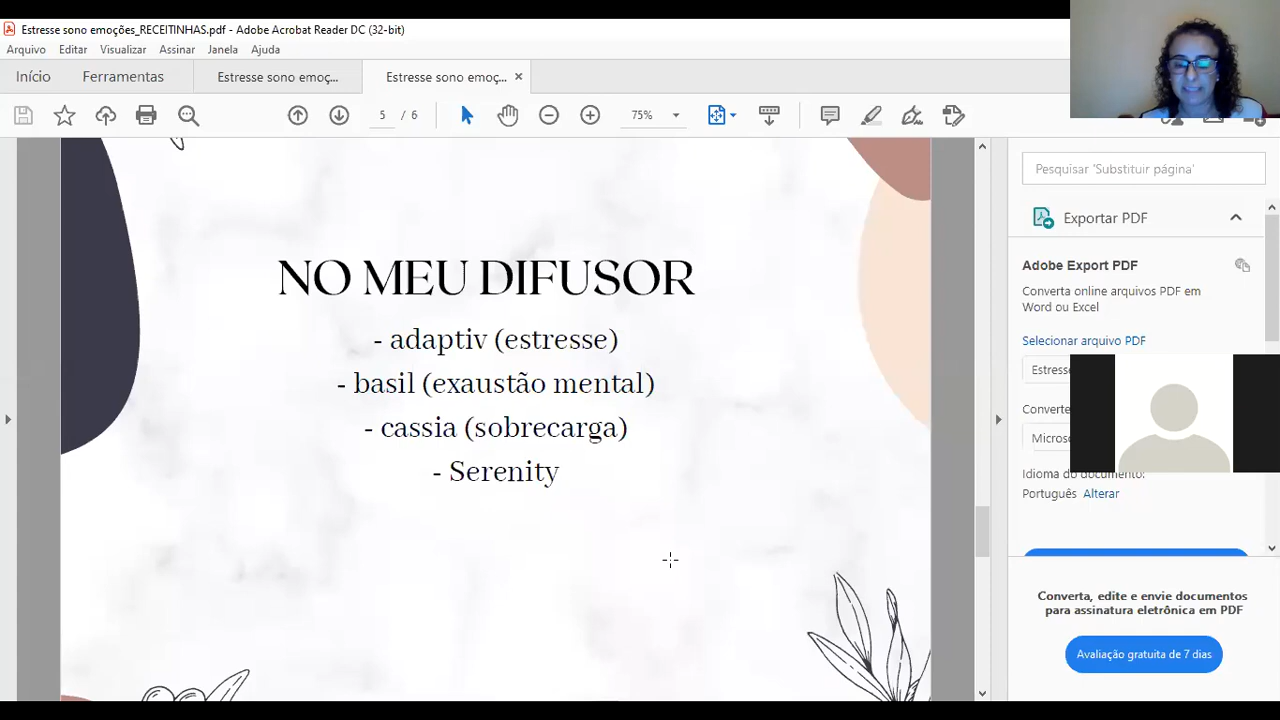 Estresse sono emoções_RECEITINHAS.pdf - Adobe Acrobat Reader DC (32-bit)
Arquivo Editar Visualizar Assinar Janela Ajuda
Início Ferramentas Estresse sono emoç... Estresse sono emoç... ×
5 / 6 75%
NO MEU DIFUSOR
- adaptiv (estresse)
- basil (exaustão mental)
- cassia (sobrecarga)
- Serenity
Pesquisar 'Substituir página'
Exportar PDF
Adobe Export PDF
Converta online arquivos PDF em
Word ou Excel
Selecionar arquivo PDF
Estress
Converte
Micros
Idioma do documento:
Português Alterar
Converta, edite e envie documentos
para assinatura eletrônica em PDF
Avaliação gratuita de 7 dias